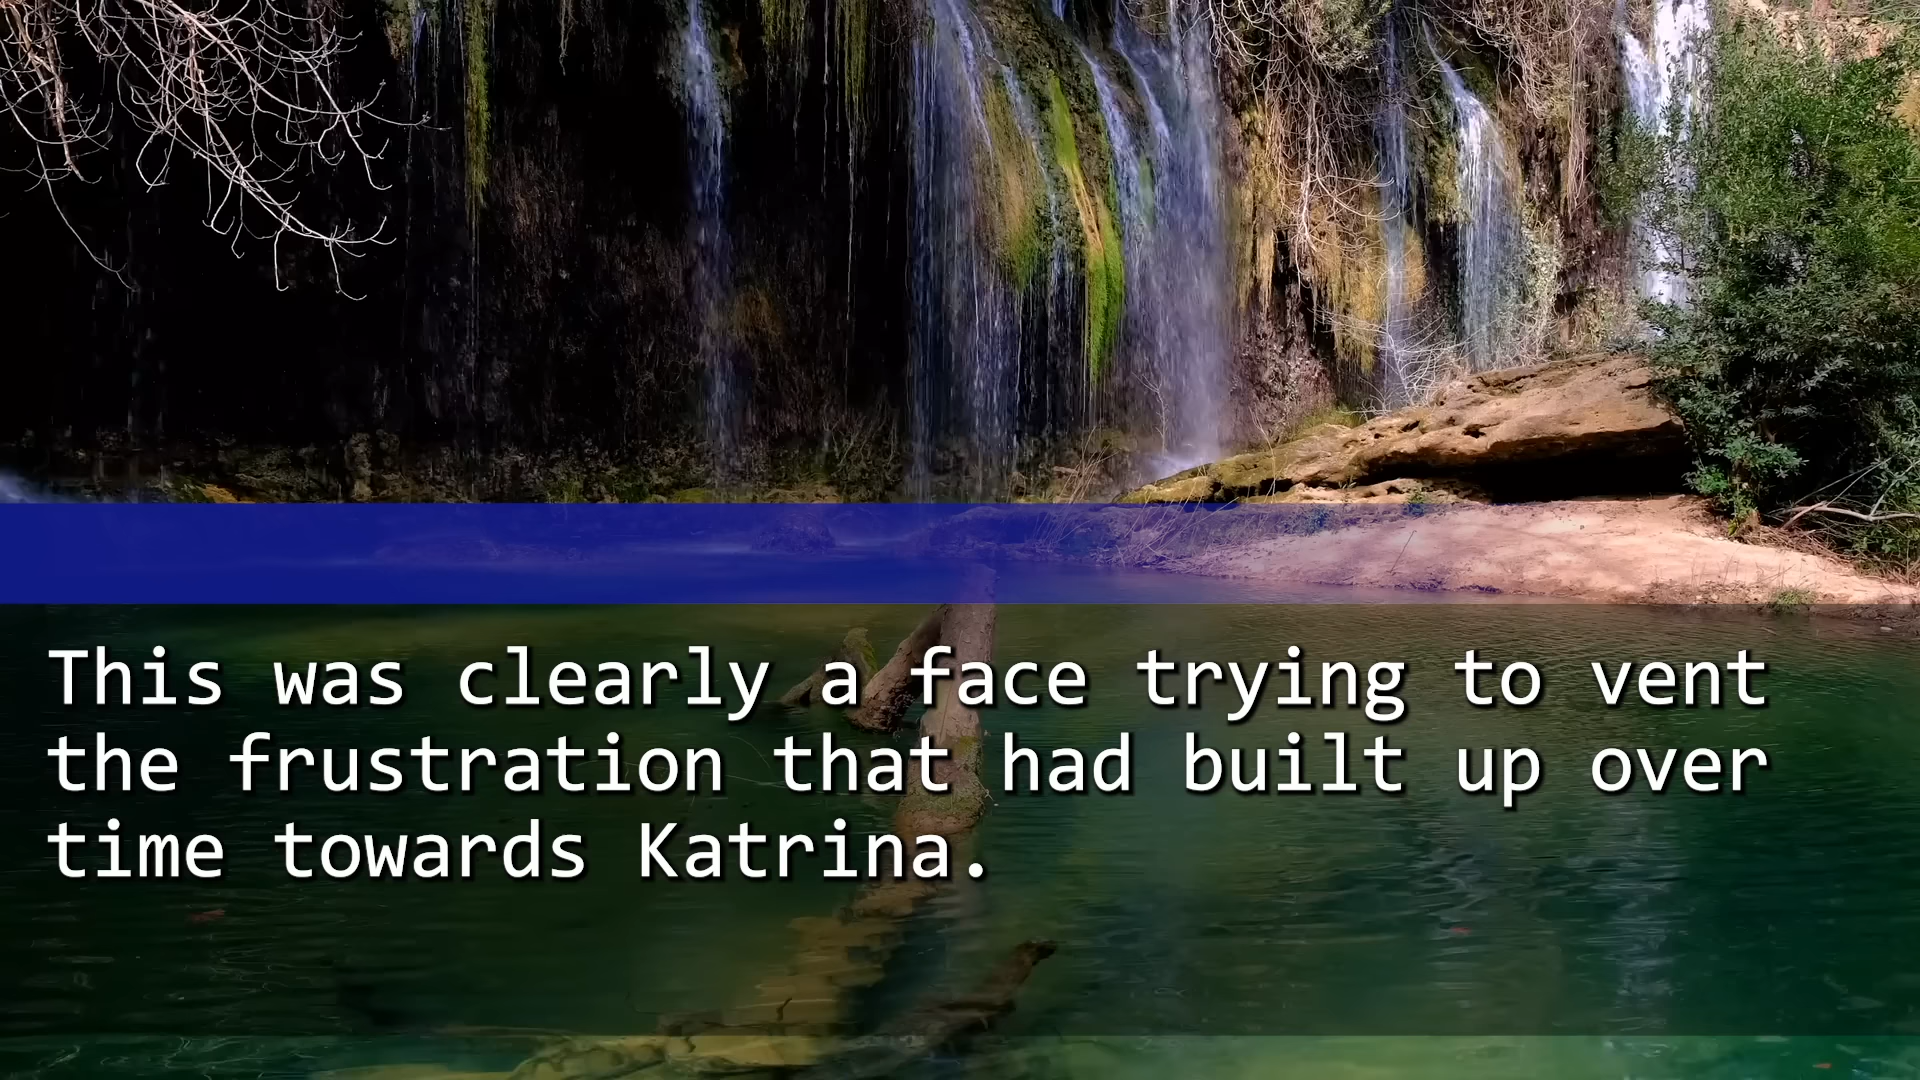 This was clearly a face trying to vent
the frustration that had built up over
time towards Katrina.